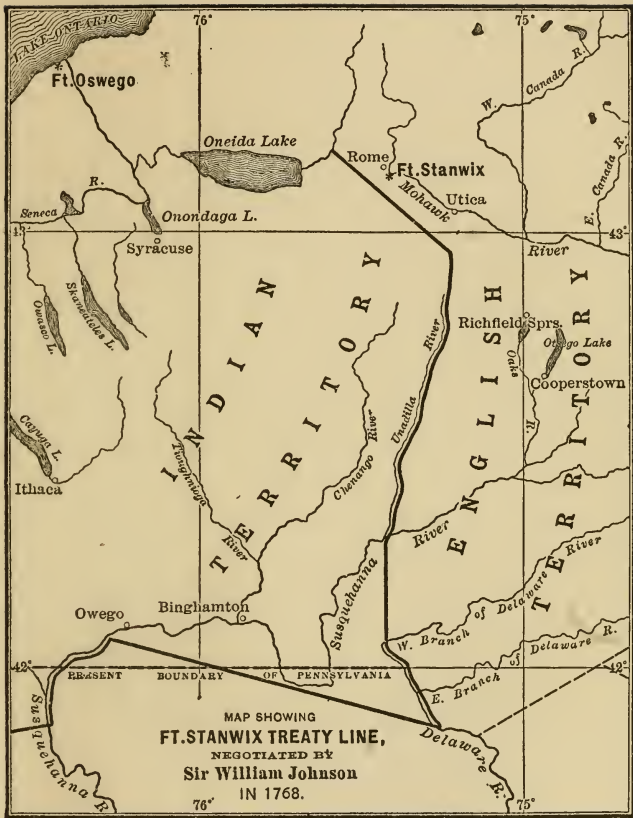 76°
75°
LAKE ONTARIO
Ft. Oswego
W. Canada R.
E. Canada R.
Oneida Lake
Rome
Ft. Stanwix
Mohawk
Utica
River
Seneca R.
Onondaga L.
43°
43°
Syracuse
Owasco L.
Skaneateles L.
INDIAN
TERRITORY
ENGLISH
TERRITORY
Richfield Sprs.
Otsego Lake
Oaks R.
Cooperstown
Unadilla River
Cayuga L.
Ithaca
Tioughnioga River
Chenango River
Susquehanna River
W. Branch of Delaware River
E. Branch of Delaware R.
Owego
Binghamton
42°
42°
PRESENT BOUNDARY OF PENNSYLVANIA
Susquehanna R
Delaware R.
MAP SHOWING
FT. STANWIX TREATY LINE,
NEGOTIATED BY
Sir William Johnson
IN 1768.
76°
75°